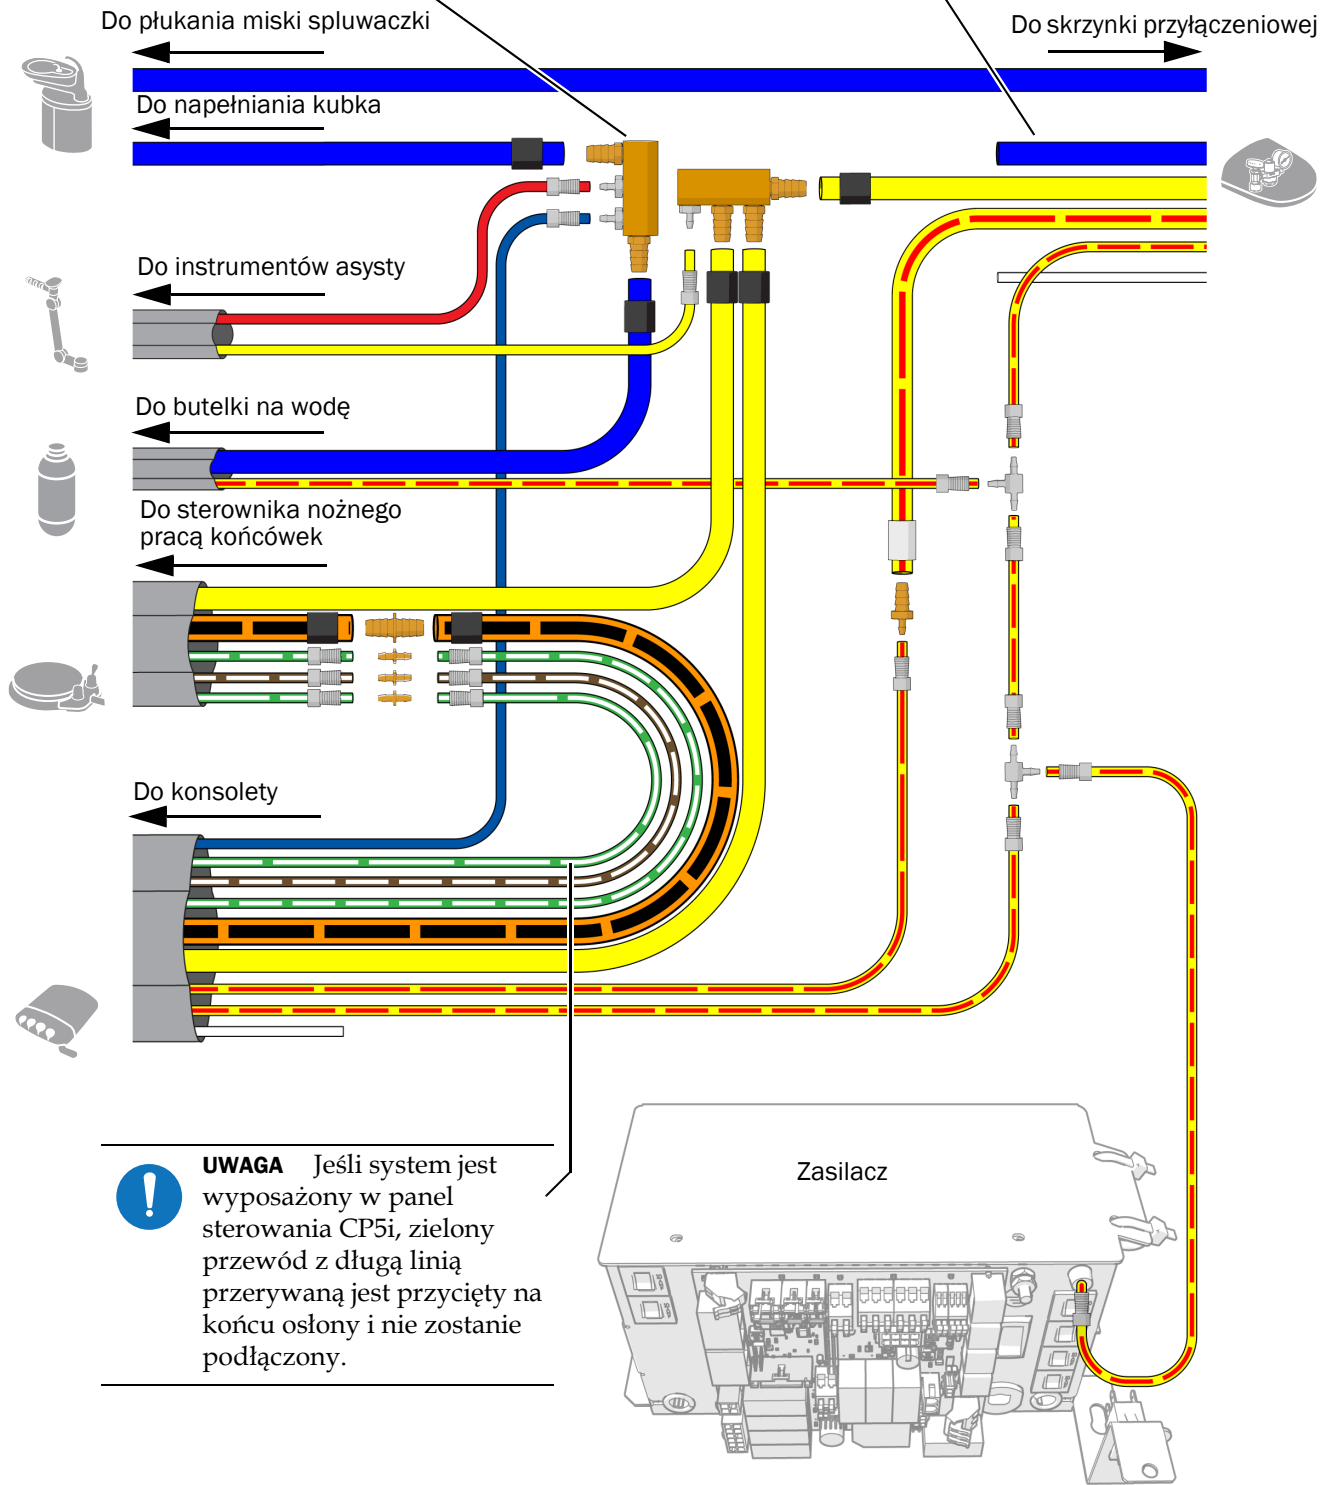 Do płukania miski spluwaczki
Do skrzynki przyłączeniowej
Do napełniania kubka
Do instrumentów asysty
Do butelki na wodę
Do sterownika nożnego
pracą końcówek
Do konsolety
UWAGA Jeśli system jest
wyposażony w panel
sterowania CP5i, zielony
przewód z długą linią
przerywaną jest przycięty na
końcu osłony i nie zostanie
podłączony.
Zasilacz